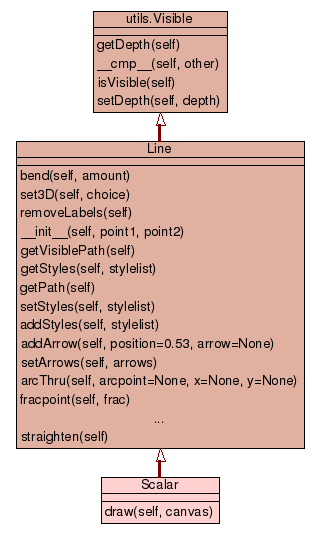 utils.Visible
getDepth(self)
__cmp__(self, other)
isVisible(self)
setDepth(self, depth)
Line
bend(self, amount)
set3D(self, choice)
removeLabels(self)
__init__(self, point1, point2)
getVisiblePath(self)
getStyles(self, stylelist)
getPath(self)
setStyles(self, stylelist)
addStyles(self, stylelist)
addArrow(self, position=0.53, arrow=None)
setArrows(self, arrows)
arcThru(self, arcpoint=None, x=None, y=None)
fracpoint(self, frac)
...
straighten(self)
Scalar
draw(self, canvas)